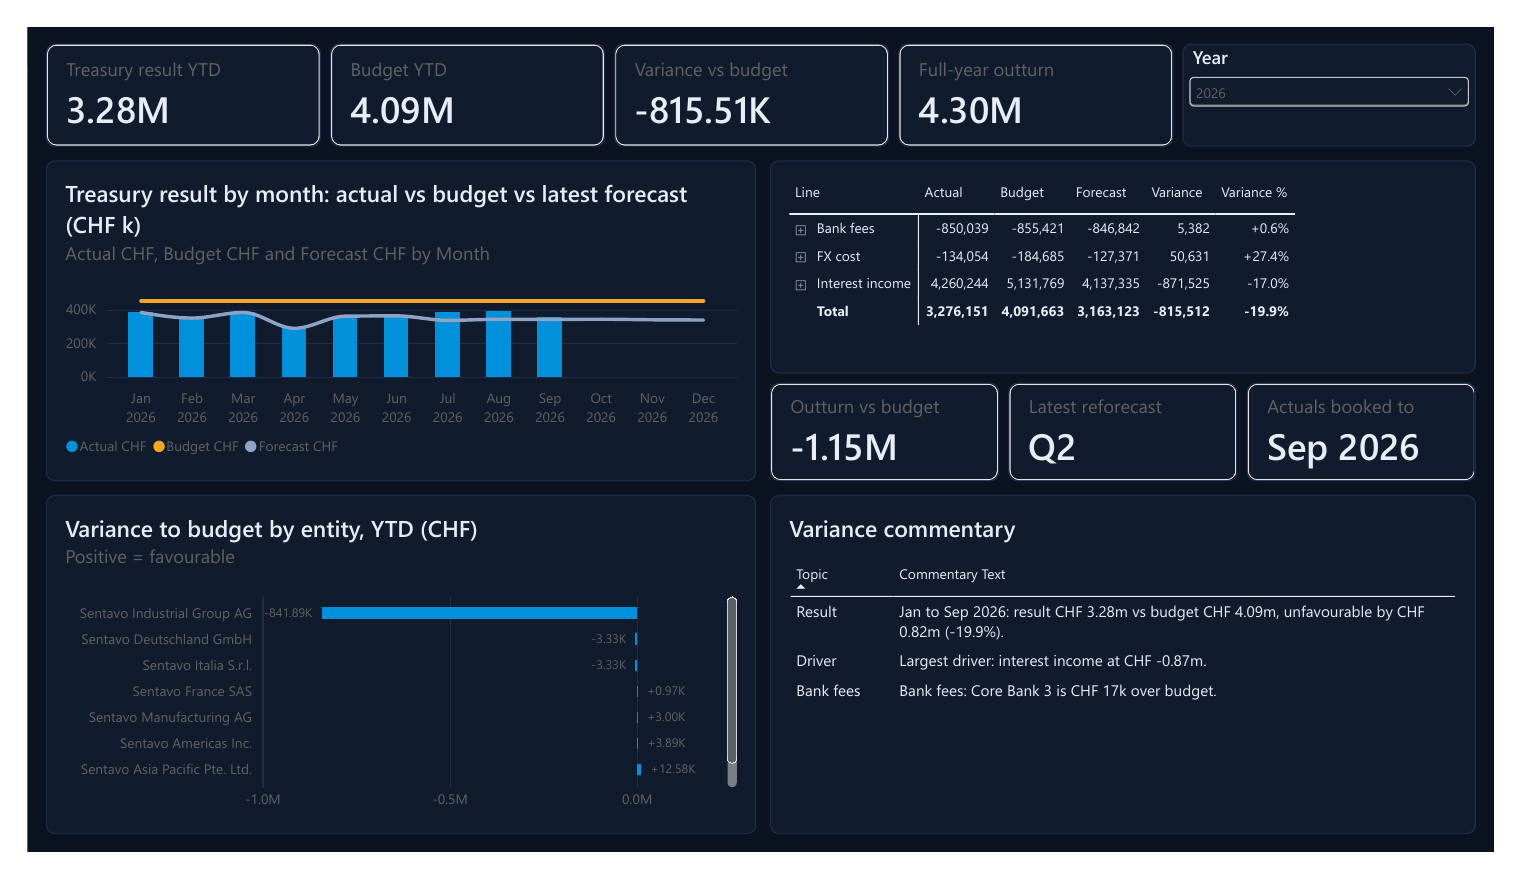 Treasury result YTD
3.28M
Budget YTD
4.09M
Variance vs budget
-815.51K
Full-year outturn
4.30M
Year
2026
Treasury result by month: actual vs budget vs latest forecast
(CHF k)
Actual CHF, Budget CHF and Forecast CHF by Month
400K
200K
0K
Jan Feb Mar Apr May Jun Jul Aug Sep Oct Nov Dec
2026 2026 2026 2026 2026 2026 2026 2026 2026 2026 2026 2026
Actual CHF Budget CHF Forecast CHF
Line Actual Budget Forecast Variance Variance %
Bank fees -850,039 -855,421 -846,842 5,382 +0.6%
FX cost -134,054 -184,685 -127,371 50,631 +27.4%
Interest income 4,260,244 5,131,769 4,137,335 -871,525 -17.0%
Total 3,276,151 4,091,663 3,163,123 -815,512 -19.9%
Outturn vs budget
-1.15M
Latest reforecast
Q2
Actuals booked to
Sep 2026
Variance to budget by entity, YTD (CHF)
Positive = favourable
Sentavo Industrial Group AG -841.89K
Sentavo Deutschland GmbH -3.33K
Sentavo Italia S.r.l. -3.33K
Sentavo France SAS +0.97K
Sentavo Manufacturing AG +3.00K
Sentavo Americas Inc. +3.89K
Sentavo Asia Pacific Pte. Ltd. +12.58K
-1.0M -0.5M 0.0M
Variance commentary
Topic Commentary Text
Result Jan to Sep 2026: result CHF 3.28m vs budget CHF 4.09m, unfavourable by CHF
0.82m (-19.9%).
Driver Largest driver: interest income at CHF -0.87m.
Bank fees Bank fees: Core Bank 3 is CHF 17k over budget.